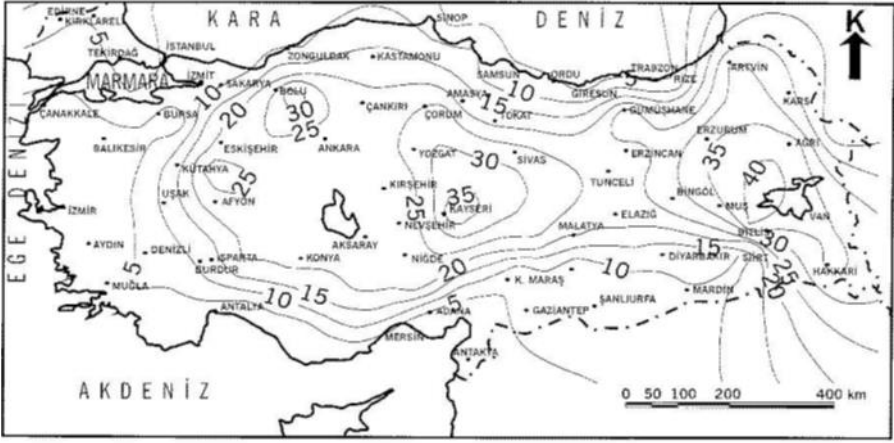 KARA DENİZ
EDİRNE
KIRKLAREL
5
TEKİRDAĞ
İSTANBUL
SİNOP
K
ZONGULDAK
KASTAMONU
MARMARA
İZMİT
SAKARYA
SAMSUN
ORDU
TRABZON
RİZE
ARTVİN
10
BOLU
AMASYA
10
GİRESUN
KARS
ÇANAKKALE
BURSA
20
30
ÇANKIRI
ÇORUM
15
TOKAT
GÜMÜŞHANE
25
ERZURUM
BALIKESİR
ESKİŞEHİR
ANKARA
YOZGAT
30
SİVAS
ERZİNCAN
35
AĞRI
EGE DENİZİ
KÜTAHYA
25
TUNCELİ
40
UŞAK
AFYON
KIRŞEHİR
25
35
KAYSERİ
BİNGÖL
MUŞ
VAN
İZMİR
NEVŞEHİR
ELAZIĞ
AYDIN
DENİZLİ
AKSARAY
MALATYA
BİTLİS
30
5
ISPARTA
BURDUR
KONYA
NİĞDE
20
DİYARBAKIR
15
SİİRT
25
HAKKARİ
MUĞLA
10
15
K. MARAŞ
10
MARDİN
20
ANTALYA
5
ADANA
GAZİANTEP
ŞANLIURFA
MERSİN
ANTAKYA
AKDENİZ
0 50 100 200 400 km